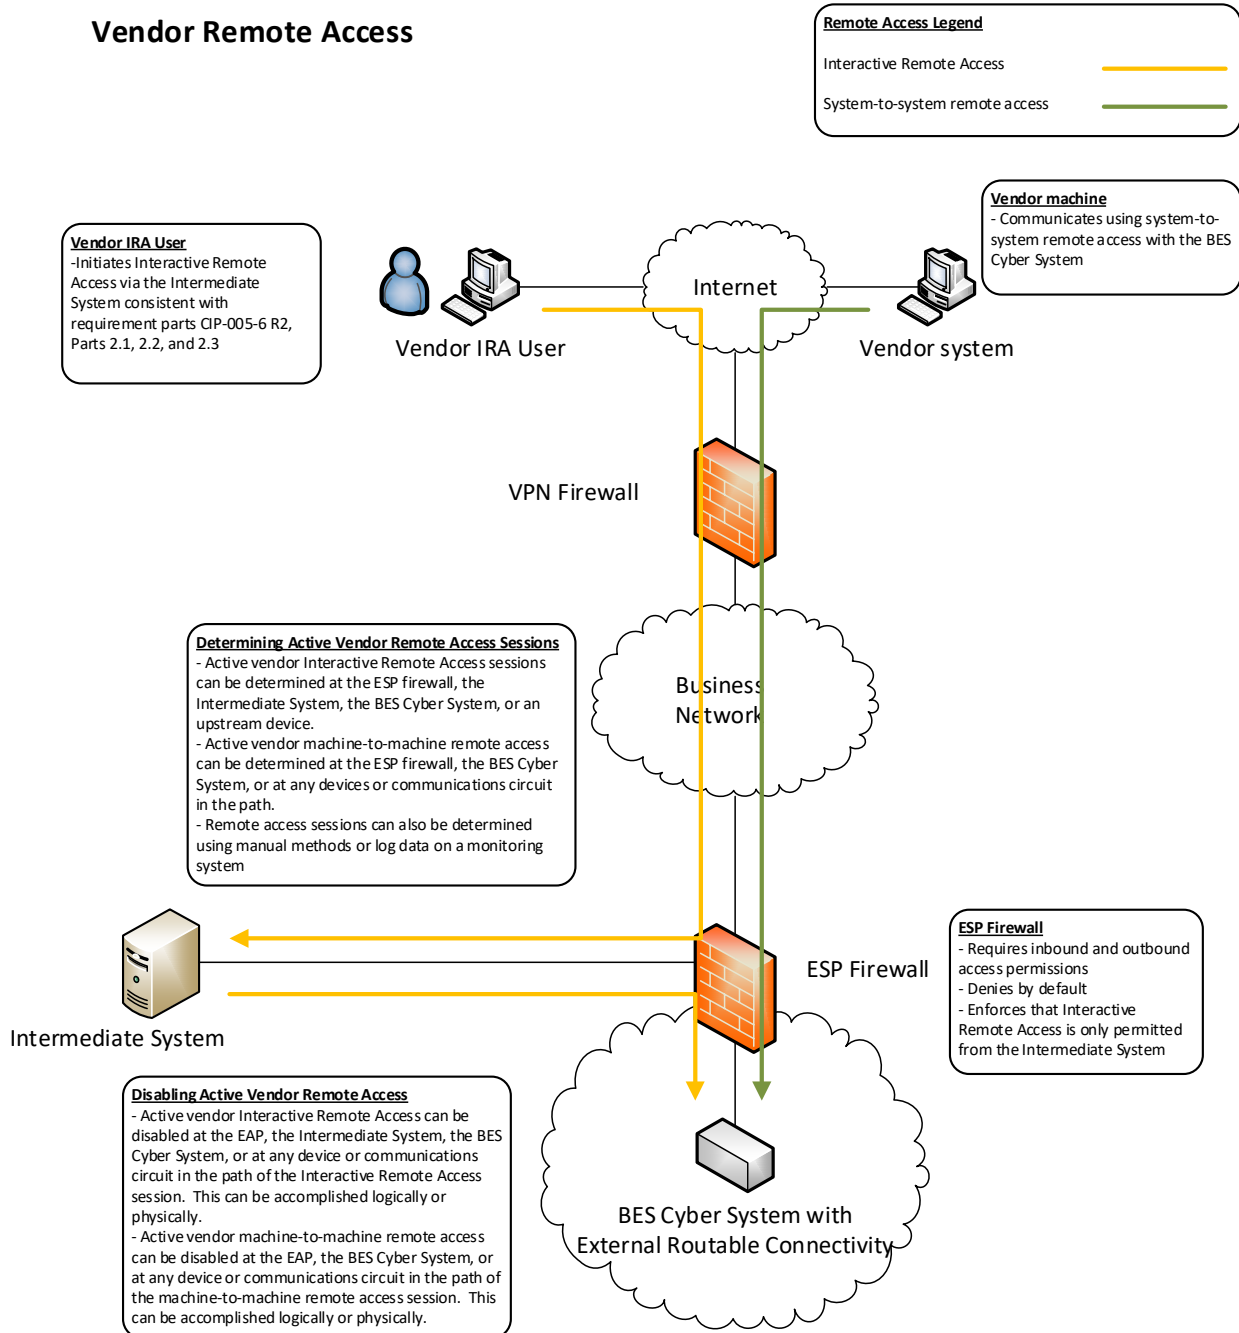 Vendor Remote Access
Remote Access Legend
Interactive Remote Access
System-to-system remote access
Vendor machine
- Communicates using system-to-
system remote access with the BES
Cyber System
Vendor IRA User
-Initiates Interactive Remote
Access via the Intermediate
System consistent with
requirement parts CIP-005-6 R2,
Parts 2.1, 2.2, and 2.3
Internet
Vendor IRA User
Vendor system
VPN Firewall
Determining Active Vendor Remote Access Sessions
- Active vendor Interactive Remote Access sessions
can be determined at the ESP firewall, the
Intermediate System, the BES Cyber System, or an
upstream device.
- Active vendor machine-to-machine remote access
can be determined at the ESP firewall, the BES Cyber
System, or at any devices or communications circuit
in the path.
- Remote access sessions can also be determined
using manual methods or log data on a monitoring
system
Business
Network
ESP Firewall
ESP Firewall
- Requires inbound and outbound
access permissions
- Denies by default
- Enforces that Interactive
Remote Access is only permitted
from the Intermediate System
Intermediate System
Disabling Active Vendor Remote Access
- Active vendor Interactive Remote Access can be
disabled at the EAP, the Intermediate System, the BES
Cyber System, or at any device or communications
circuit in the path of the Interactive Remote Access
session.  This can be accomplished logically or
physically.
- Active vendor machine-to-machine remote access
can be disabled at the EAP, the BES Cyber System, or
at any device or communications circuit in the path of
the machine-to-machine remote access session.  This
can be accomplished logically or physically.
BES Cyber System with
External Routable Connectivity